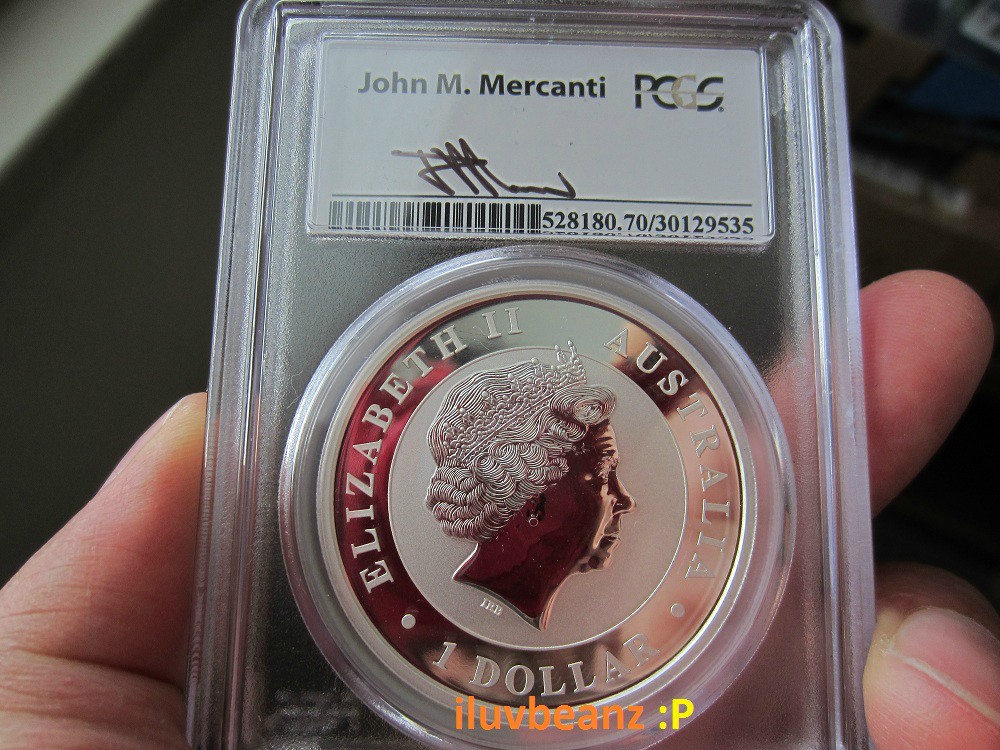 John M. Mercanti PCGS
528180.70/30129535
ELIZABETH II AUSTRALIA
IRB
• 1 DOLLAR •
iluvbeanz :P